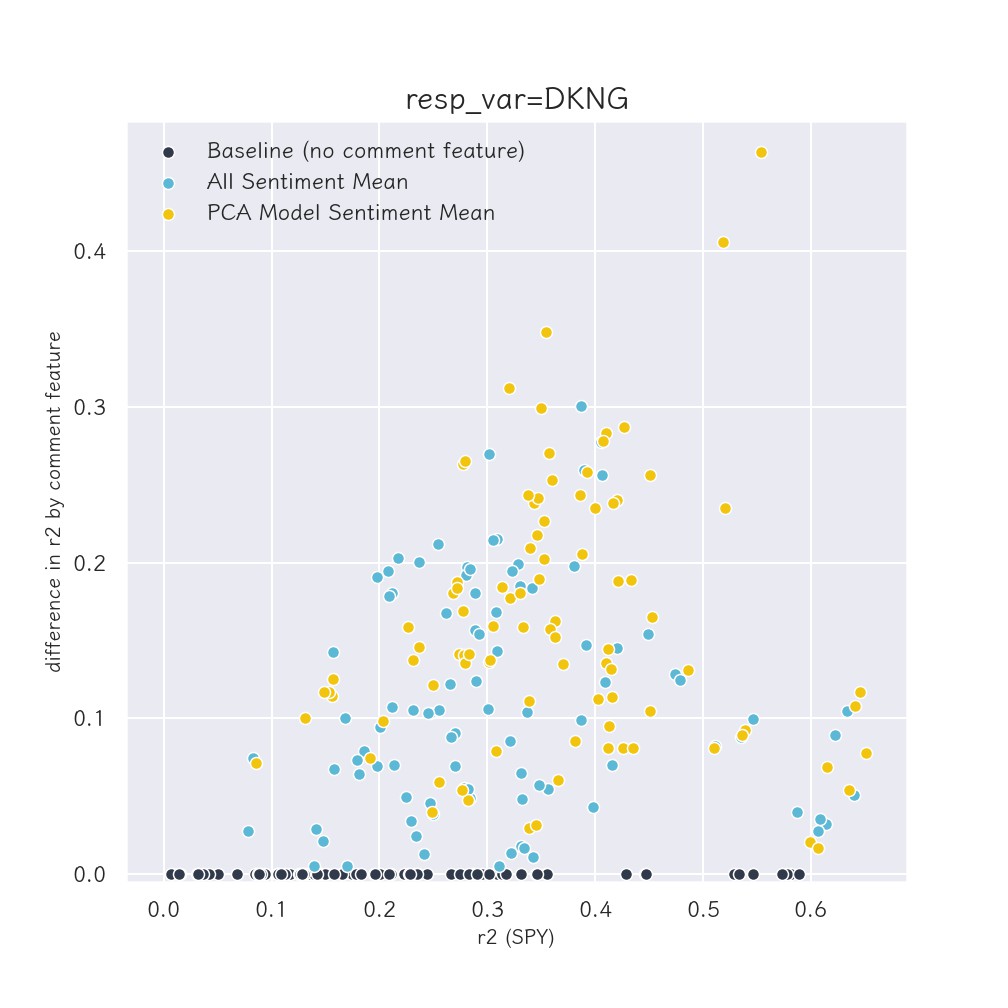 resp_var=DKNG
Baseline (no comment feature)
All Sentiment Mean
PCA Model Sentiment Mean
difference in r2 by comment feature
0.4
0.3
0.2
0.1
0.0
0.0 0.1 0.2 0.3 0.4 0.5 0.6
r2 (SPY)